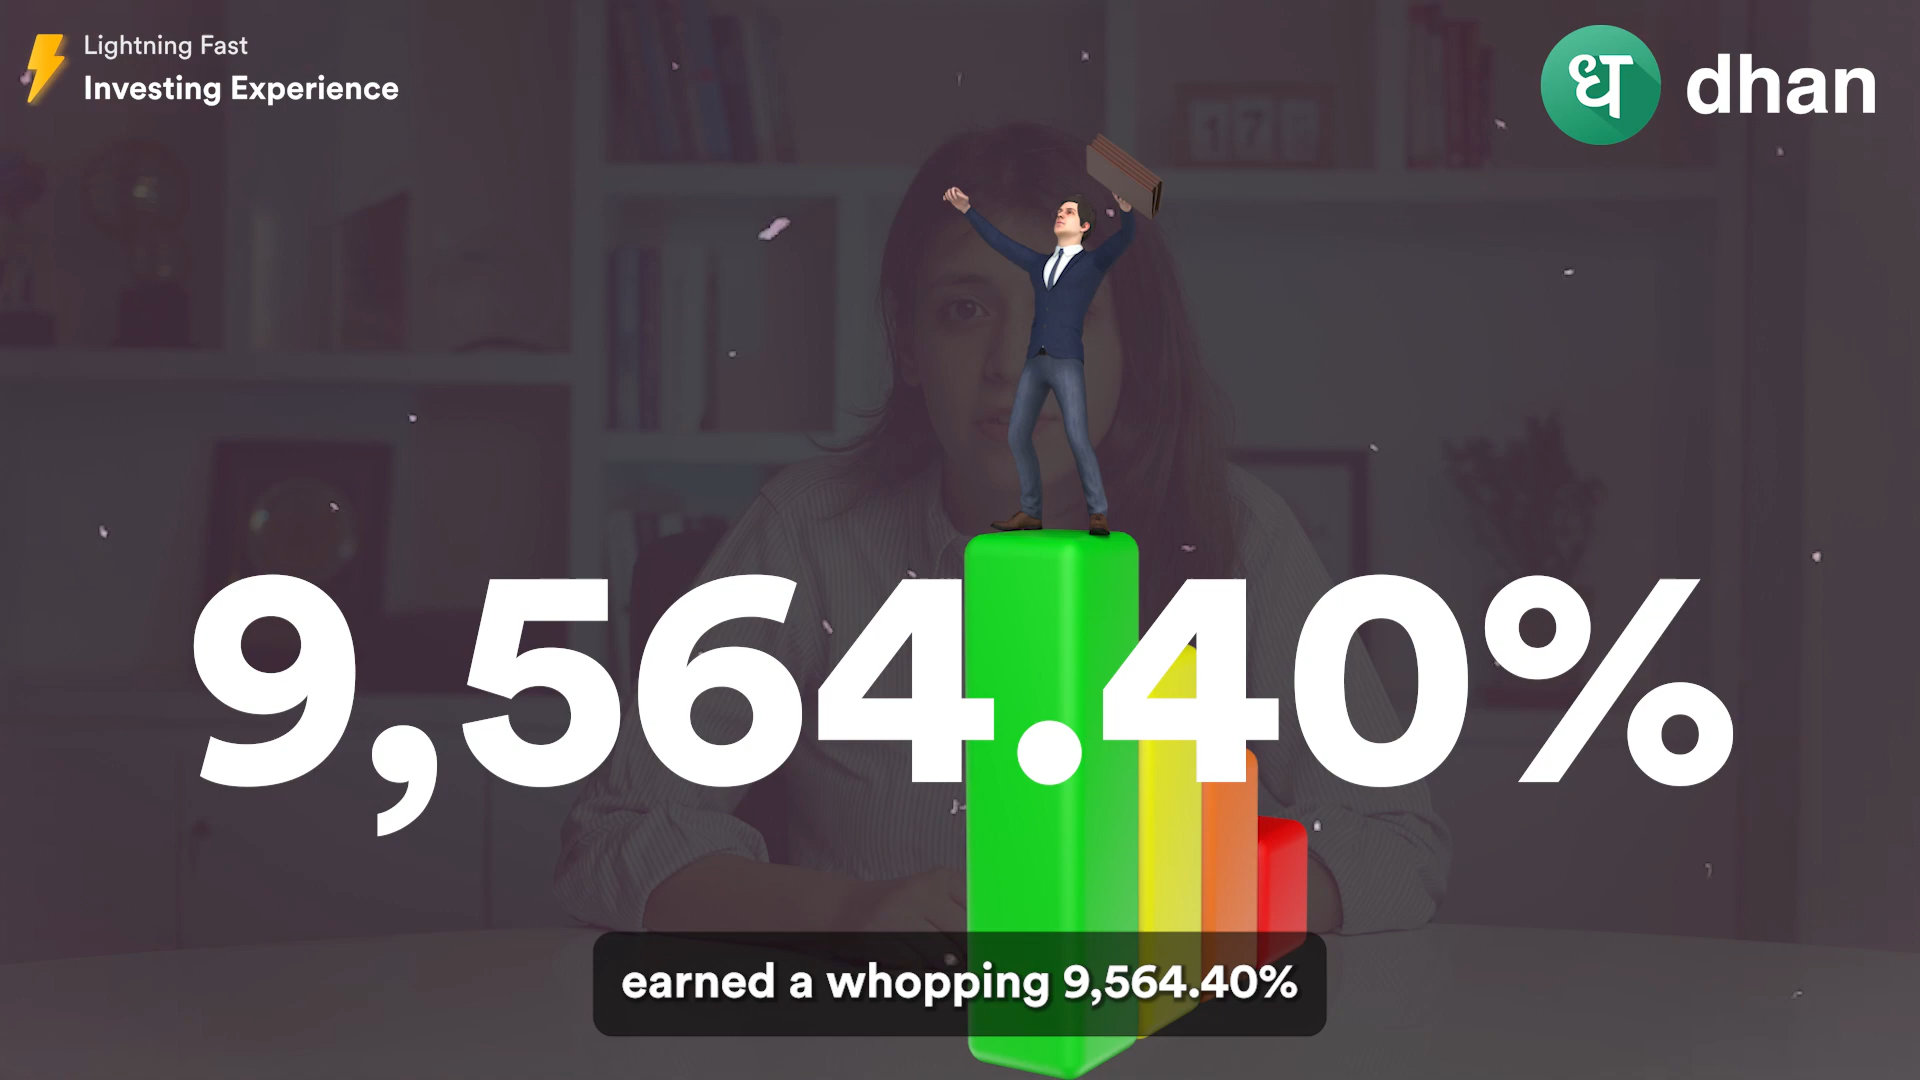 Lightning Fast
Investing Experience
ध dhan
9,564.40%
earned a whopping 9,564.40%